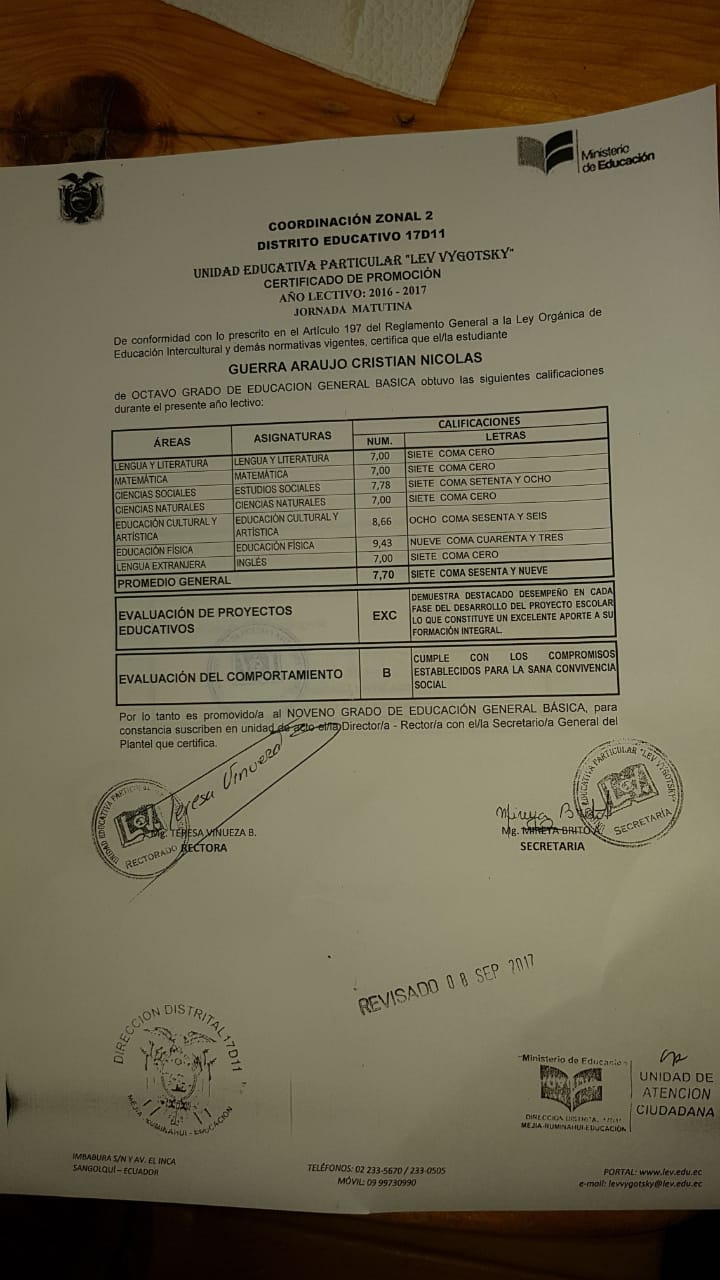 Ministerio
de Educación
COORDINACIÓN ZONAL 2
DISTRITO EDUCATIVO 17D11
UNIDAD EDUCATIVA PARTICULAR "LEV VYGOTSKY"
CERTIFICADO DE PROMOCIÓN
AÑO LECTIVO: 2016 - 2017
JORNADA MATUTINA
De conformidad con lo prescrito en el Artículo 197 del Reglamento General a la Ley Orgánica de
Educación Intercultural y demás normativas vigentes, certifica que el/la estudiante
GUERRA ARAUJO CRISTIAN NICOLAS
de OCTAVO GRADO DE EDUCACION GENERAL BASICA obtuvo las siguientes calificaciones
durante el presente año lectivo:
ÁREAS ASIGNATURAS CALIFICACIONES
NUM. LETRAS
LENGUA Y LITERATURA LENGUA Y LITERATURA 7,00 SIETE COMA CERO
MATEMÁTICA MATEMÁTICA 7,00 SIETE COMA CERO
CIENCIAS SOCIALES ESTUDIOS SOCIALES 7,78 SIETE COMA SETENTA Y OCHO
CIENCIAS NATURALES CIENCIAS NATURALES 7,00 SIETE COMA CERO
EDUCACIÓN CULTURAL Y EDUCACIÓN CULTURAL Y
ARTÍSTICA ARTÍSTICA 8,66 OCHO COMA SESENTA Y SEIS
EDUCACIÓN FÍSICA EDUCACIÓN FÍSICA 9,43 NUEVE COMA CUARENTA Y TRES
LENGUA EXTRANJERA INGLÉS 7,00 SIETE COMA CERO
PROMEDIO GENERAL 7,70 SIETE COMA SESENTA Y NUEVE
EVALUACIÓN DE PROYECTOS
EDUCATIVOS
EXC
DEMUESTRA DESTACADO DESEMPEÑO EN CADA
FASE DEL DESARROLLO DEL PROYECTO ESCOLAR
LO QUE CONSTITUYE UN EXCELENTE APORTE A SU
FORMACIÓN INTEGRAL.
EVALUACIÓN DEL COMPORTAMIENTO
B
CUMPLE CON LOS COMPROMISOS
ESTABLECIDOS PARA LA SANA CONVIVENCIA
SOCIAL
Por lo tanto es promovido/a al NOVENO GRADO DE EDUCACIÓN GENERAL BÁSICA, para
constancia suscriben en unidad de acto el/la Director/a - Rector/a con el/la Secretario/a General del
Plantel que certifica.
Teresa Vinueza
UNIDAD EDUCATIVA PARTICULAR
RECTORADO
Mg. TERESA VINUEZA B.
RECTORA
Mireya Brito
UNIDAD EDUCATIVA PARTICULAR "LEV VYGOTSKY"
SECRETARÍA
Mg. MIREYA BRITO A.
SECRETARIA
REVISADO 08 SEP 2017
DIRECCION DISTRITAL 17D11
MEJIA-RUMIÑAHUI - EDUCACIÓN
Ministerio de Educación
DIRECCION DISTRITAL 17D11
MEJIA-RUMIÑAHUI-EDUCACIÓN
UNIDAD DE
ATENCION
CIUDADANA
IMBABURA S/N Y AV. EL INCA
SANGOLQUÍ – ECUADOR
TELÉFONOS: 02 233-5670 / 233-0505
MÓVIL: 09 99730990
PORTAL: www.lev.edu.ec
e-mail: levvygotsky@lev.edu.ec